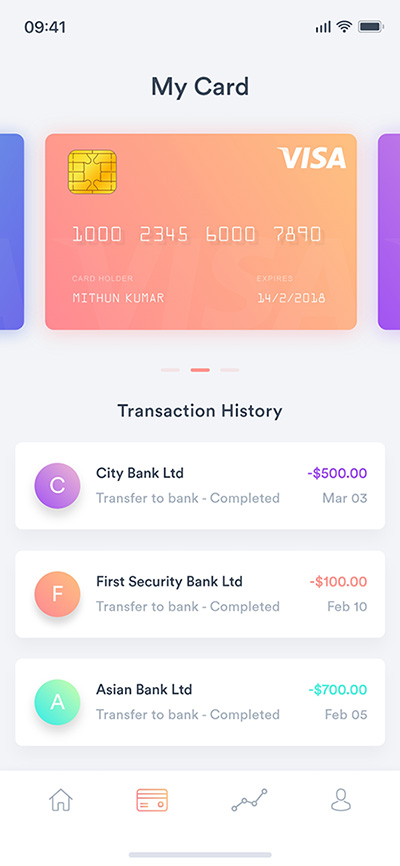 09:41
My Card
VISA
1000 2345 6000 7890
CARD HOLDER EXPIRES
MITHUN KUMAR 14/2/2018
Transaction History
C City Bank Ltd -$500.00
Transfer to bank - Completed Mar 03
F First Security Bank Ltd -$100.00
Transfer to bank - Completed Feb 10
A Asian Bank Ltd -$700.00
Transfer to bank - Completed Feb 05